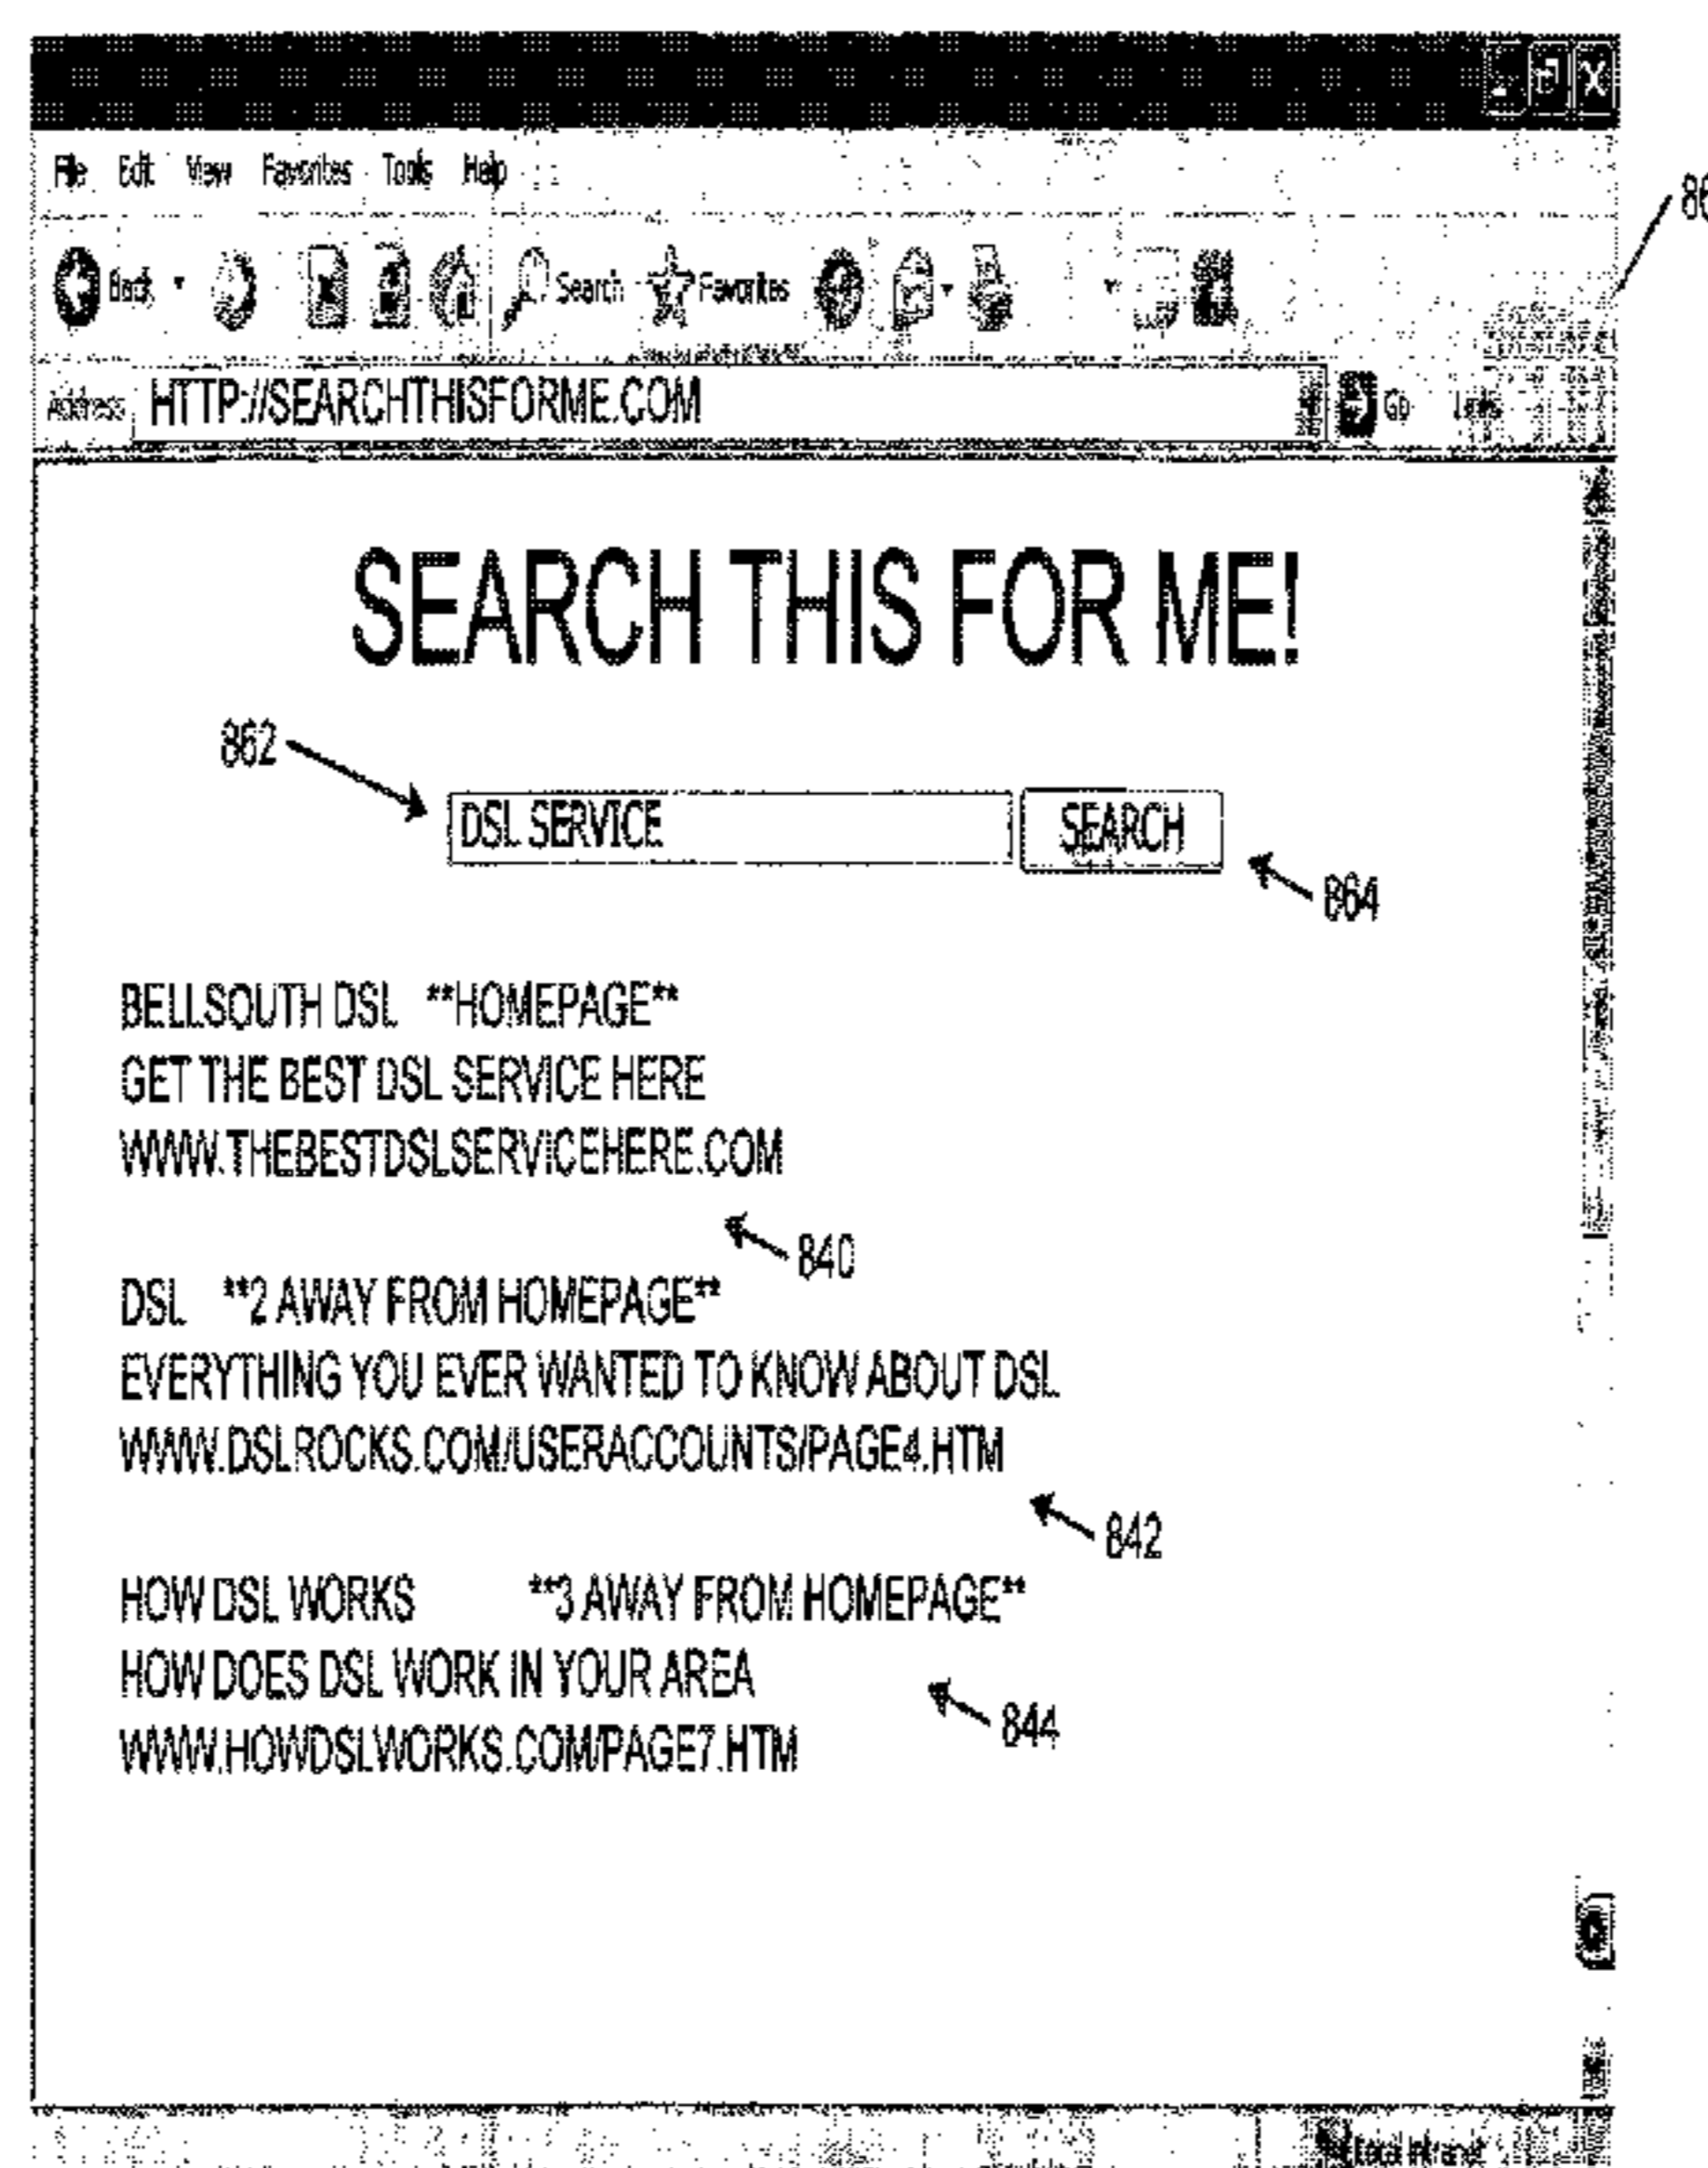 File Edit View Favorites Tools Help
Back Search Favorites
Address HTTP://SEARCHTHISFORME.COM Go Links
SEARCH THIS FOR ME!
862
DSL SERVICE SEARCH
864
BELLSOUTH DSL **HOMEPAGE**
GET THE BEST DSL SERVICE HERE
WWW.THEBESTDSLSERVICEHERE.COM
840
DSL **2 AWAY FROM HOMEPAGE**
EVERYTHING YOU EVER WANTED TO KNOW ABOUT DSL
WWW.DSLROCKS.COM/USERACCOUNTS/PAGE4.HTM
842
HOW DSL WORKS **3 AWAY FROM HOMEPAGE**
HOW DOES DSL WORK IN YOUR AREA
844
WWW.HOWDSLWORKS.COM/PAGE7.HTM
Local intranet